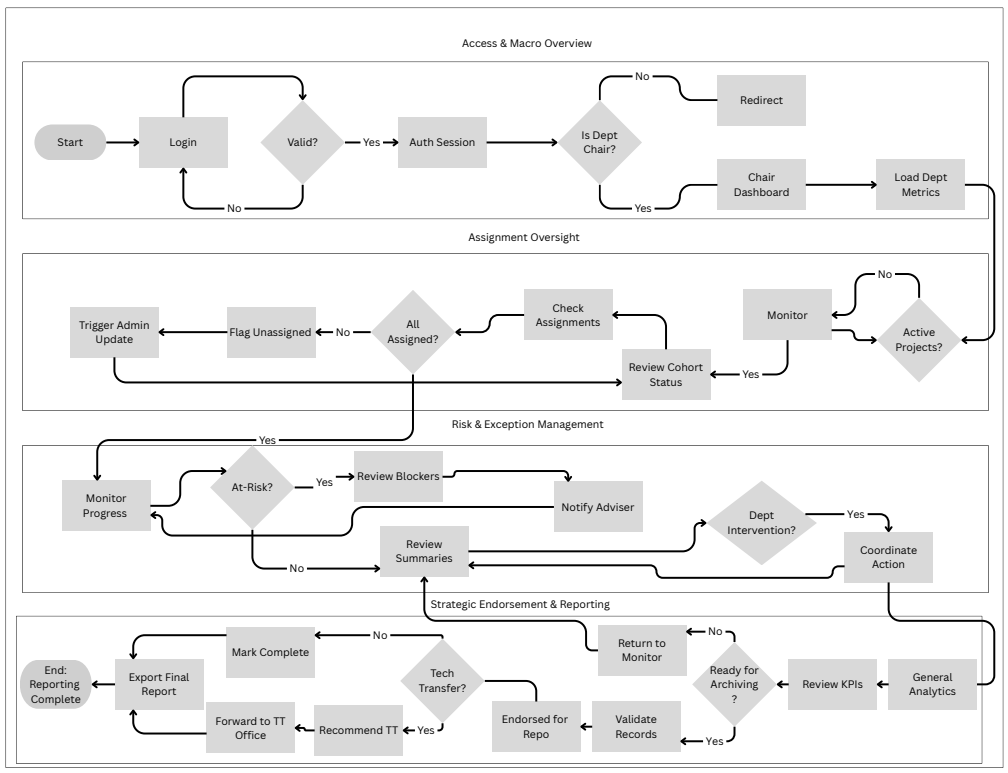 Access & Macro Overview
No
Redirect
Start
Login
Valid?
Yes
Auth Session
Is Dept
Chair?
Chair
Dashboard
Load Dept
Metrics
No
Yes
Assignment Oversight
No
Trigger Admin
Update
Flag Unassigned
No
All
Assigned?
Check
Assignments
Monitor
Active
Projects?
Review Cohort
Status
Yes
Risk & Exception Management
Yes
Monitor
Progress
At-Risk?
Yes
Review Blockers
Notify Adviser
Dept
Intervention?
Yes
Review
Summaries
Coordinate
Action
No
Strategic Endorsement & Reporting
Mark Complete
No
Return to
Monitor
No
End:
Reporting
Complete
Export Final
Report
Tech
Transfer?
Ready for
Archiving
?
Review KPIs
General
Analytics
Forward to TT
Office
Recommend TT
Yes
Endorsed for
Repo
Validate
Records
Yes